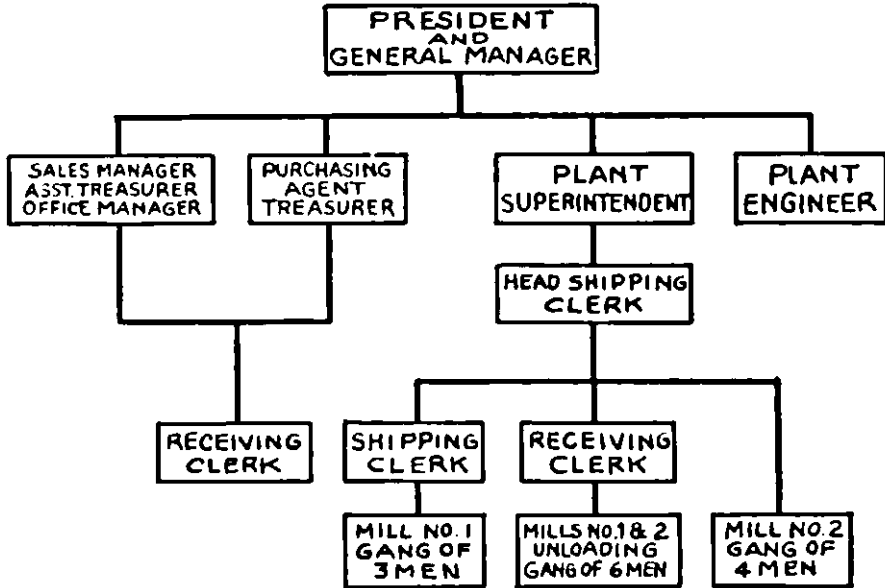 PRESIDENT
AND
GENERAL MANAGER
SALES MANAGER
ASST. TREASURER
OFFICE MANAGER
PURCHASING
AGENT
TREASURER
PLANT
SUPERINTENDENT
PLANT
ENGINEER
HEAD SHIPPING
CLERK
RECEIVING
CLERK
SHIPPING
CLERK
RECEIVING
CLERK
MILL NO. 1
GANG OF
3 MEN
MILLS NO. 1 & 2
UNLOADING
GANG OF 6 MEN
MILL NO. 2
GANG OF
4 MEN